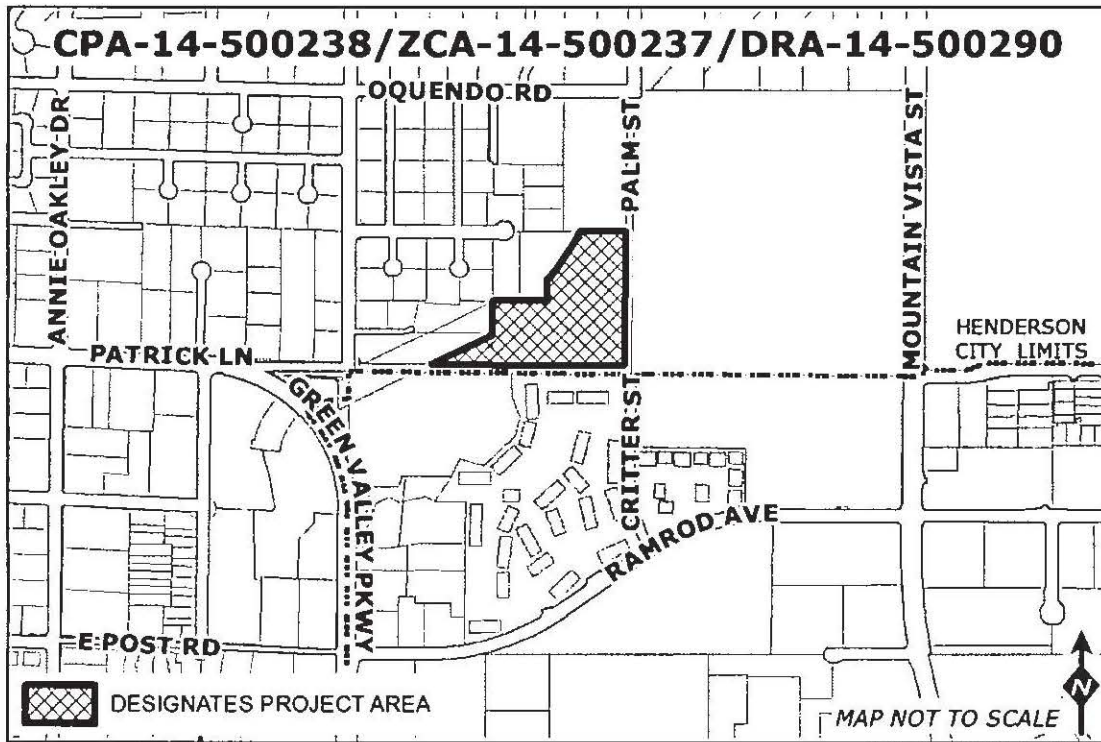 CPA-14-500238/ZCA-14-500237/DRA-14-500290
OQUENDO RD
ANNIE OAKLEY DR
PALM ST
MOUNTAIN VISTA ST
HENDERSON
CITY LIMITS
PATRICK LN
GREEN VALLEY PKWY
CRITTER ST
RAMROD AVE
E POST RD
DESIGNATES PROJECT AREA
N
MAP NOT TO SCALE